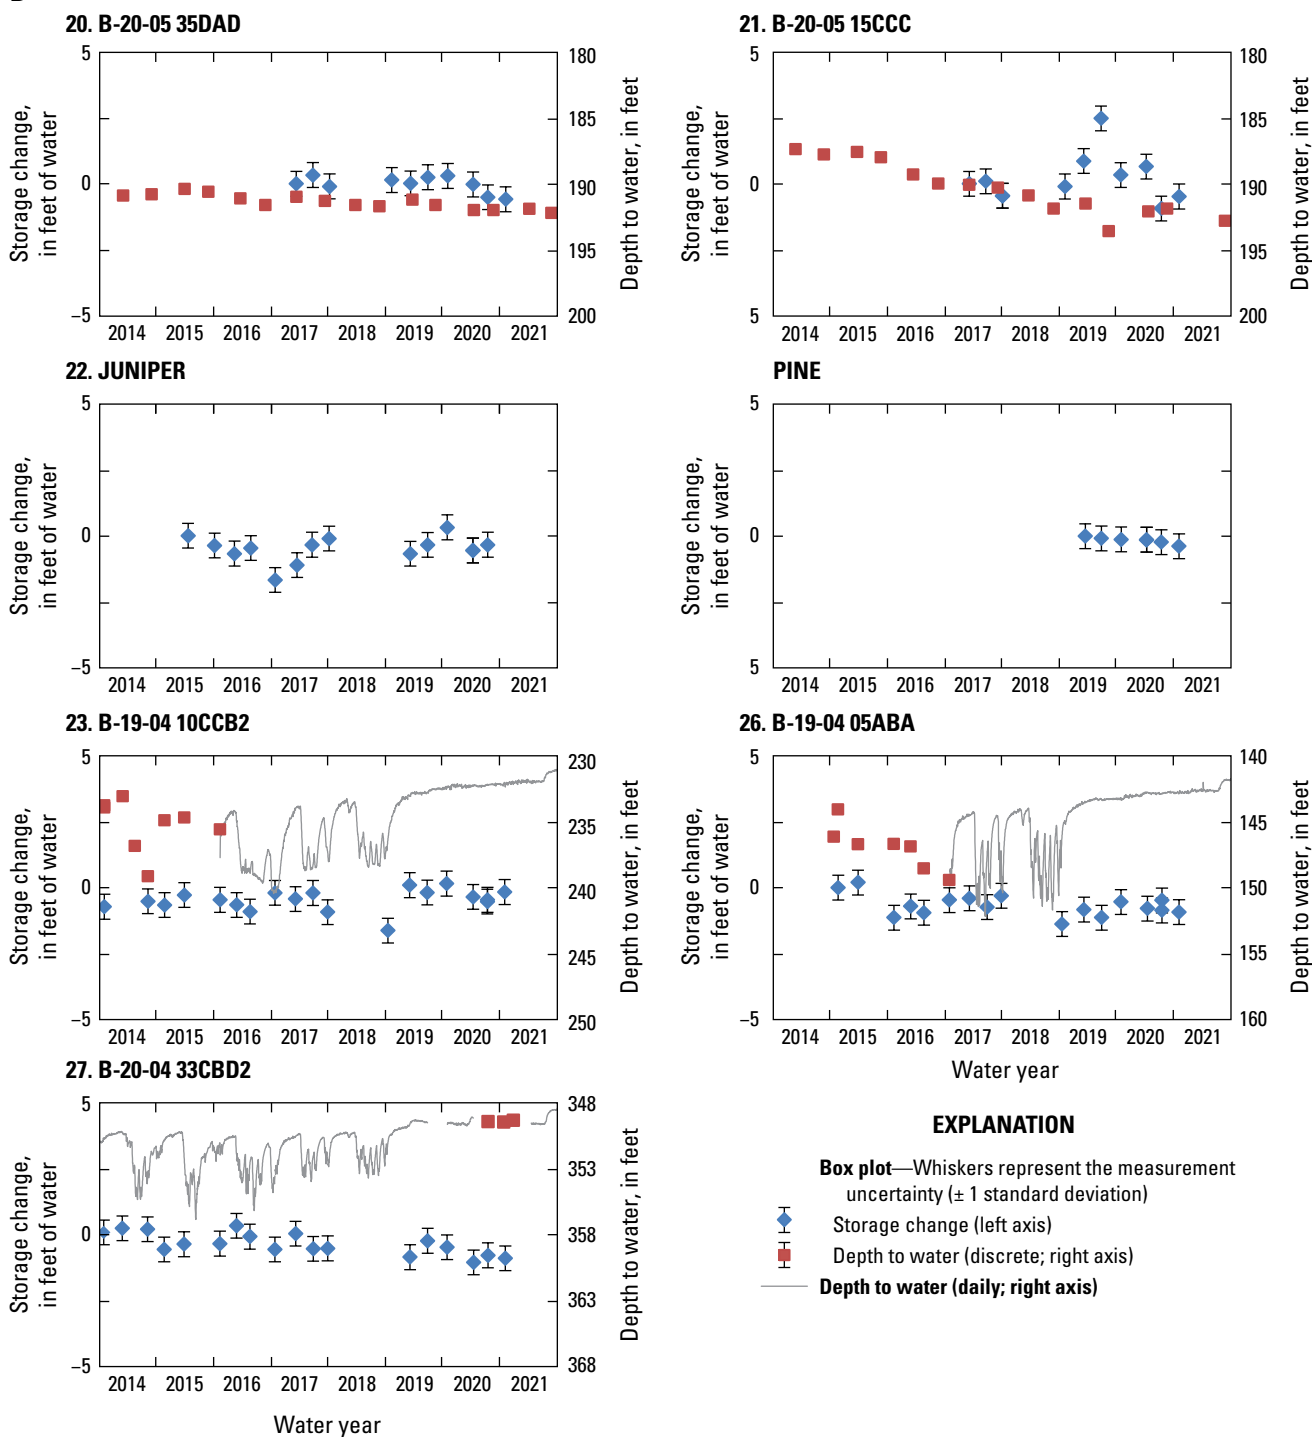 20. B-20-05 35DAD
5
0
–5
Storage change,
in feet of water
180
185
190
195
200
Depth to water, in feet
2014 2015 2016 2017 2018 2019 2020 2021
21. B-20-05 15CCC
5
0
5
Storage change,
in feet of water
180
185
190
195
200
Depth to water, in feet
2014 2015 2016 2017 2018 2019 2020 2021
22. JUNIPER
5
0
–5
Storage change,
in feet of water
2014 2015 2016 2017 2018 2019 2020 2021
PINE
5
0
5
Storage change,
in feet of water
2014 2015 2016 2017 2018 2019 2020 2021
23. B-19-04 10CCB2
5
0
–5
Storage change,
in feet of water
230
235
240
245
250
Depth to water, in feet
2014 2015 2016 2017 2018 2019 2020 2021
26. B-19-04 05ABA
5
0
–5
Storage change,
in feet of water
140
145
150
155
160
Depth to water, in feet
2014 2015 2016 2017 2018 2019 2020 2021
Water year
27. B-20-04 33CBD2
5
0
–5
Storage change,
in feet of water
348
353
358
363
368
Depth to water, in feet
2014 2015 2016 2017 2018 2019 2020 2021
Water year
EXPLANATION
Box plot—Whiskers represent the measurement
uncertainty (± 1 standard deviation)
Storage change (left axis)
Depth to water (discrete; right axis)
Depth to water (daily; right axis)